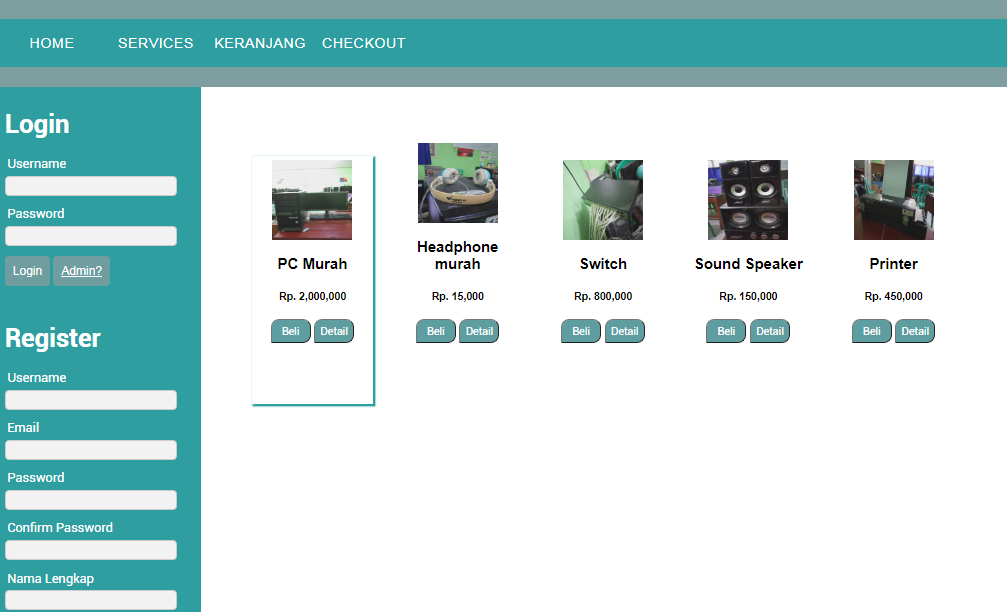 HOME SERVICES KERANJANG CHECKOUT
Login
Username
Password
Login Admin?
Register
Username
Email
Password
Confirm Password
Nama Lengkap
PC Murah
Rp. 2,000,000
Beli Detail
Headphone
murah
Rp. 15,000
Beli Detail
Switch
Rp. 800,000
Beli Detail
Sound Speaker
Rp. 150,000
Beli Detail
Printer
Rp. 450,000
Beli Detail